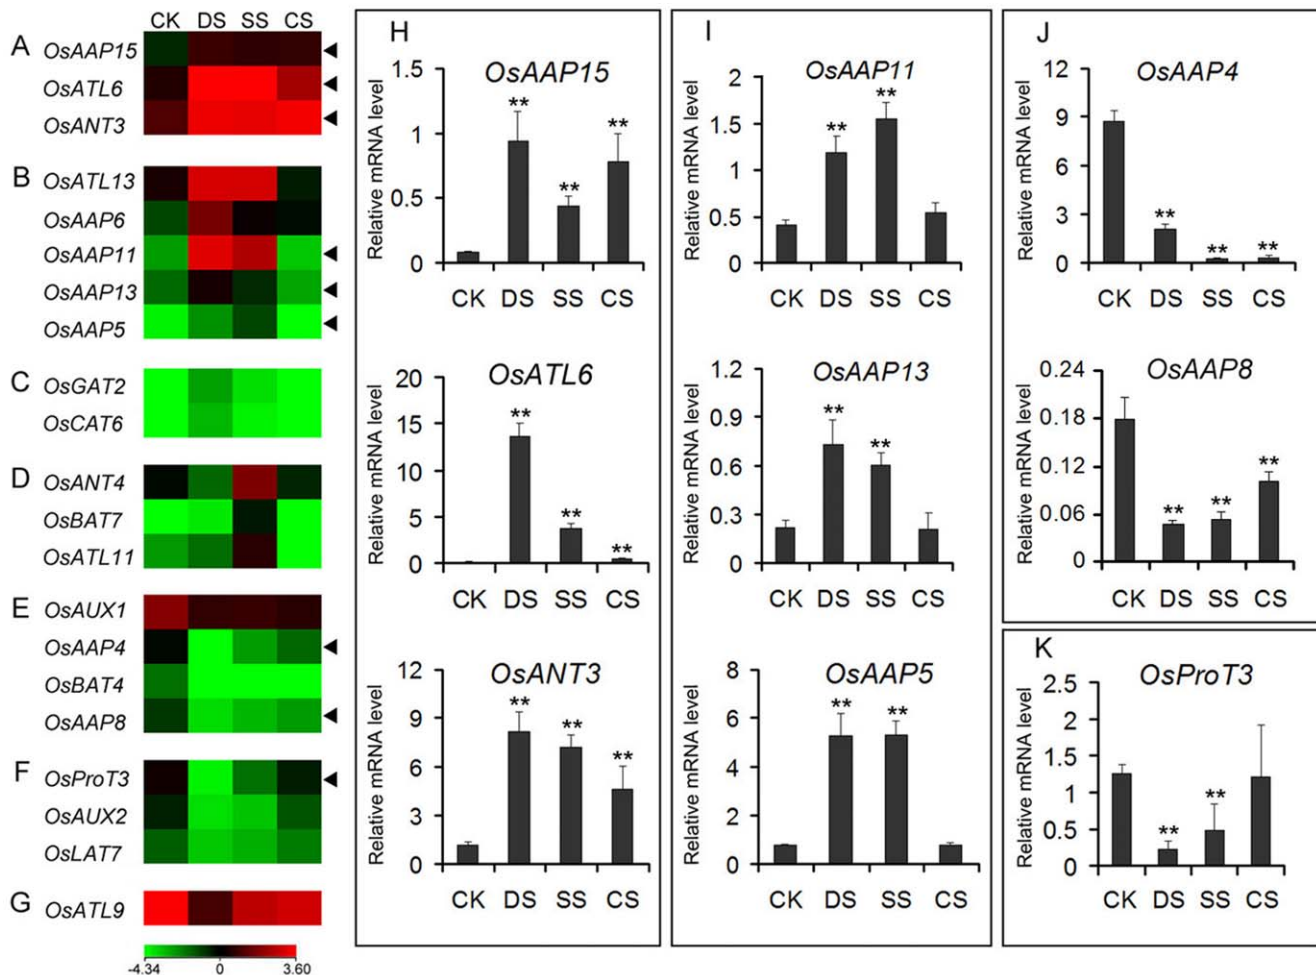 CK DS SS CS
A OsAAP15
OsATL6
OsANT3
B OsATL13
OsAAP6
OsAAP11
OsAAP13
OsAAP5
C OsGAT2
OsCAT6
D OsANT4
OsBAT7
OsATL11
E OsAUX1
OsAAP4
OsBAT4
OsAAP8
F OsProT3
OsAUX2
OsLAT7
G OsATL9
-4.34 0 3.60
H
OsAAP15
Relative mRNA level
1.5
1
0.5
0
** ** **
CK DS SS CS
OsATL6
Relative mRNA level
20
15
10
5
0
** ** **
CK DS SS CS
OsANT3
Relative mRNA level
12
9
6
3
0
** ** **
CK DS SS CS
I
OsAAP11
Relative mRNA level
2
1.5
1
0.5
0
** **
CK DS SS CS
OsAAP13
Relative mRNA level
1.2
0.9
0.6
0.3
0
** **
CK DS SS CS
OsAAP5
Relative mRNA level
8
6
4
2
0
** **
CK DS SS CS
J
OsAAP4
Relative mRNA level
12
9
6
3
0
** ** **
CK DS SS CS
OsAAP8
Relative mRNA level
0.24
0.18
0.12
0.06
0
** ** **
CK DS SS CS
K
OsProT3
Relative mRNA level
2.5
2
1.5
1
0.5
0
** **
CK DS SS CS